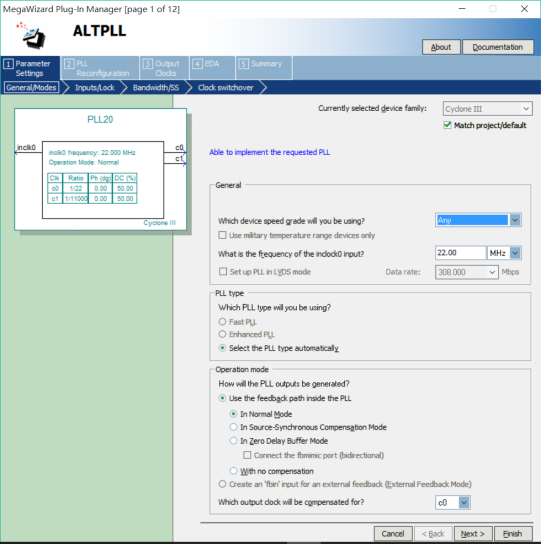 MegaWizard Plug-In Manager [page 1 of 12]
ALTPLL
About
Documentation
1 Parameter Settings
2 PLL Reconfiguration
3 Output Clocks
4 EDA
5 Summary
General/Modes
Inputs/Lock
Bandwidth/SS
Clock switchover
PLL20
inclk0
c0
c1
inclk0 frequency: 22.000 MHz
Operation Mode: Normal
Clk Ratio Ph (dg) DC (%)
c0 1/22 0.00 50.00
c1 1/11000 0.00 50.00
Cyclone III
Currently selected device family: Cyclone III
Match project/default
Able to implement the requested PLL
General
Which device speed grade will you be using? Any
Use military temperature range devices only
What is the frequency of the inclock0 input? 22.00 MHz
Set up PLL in LVDS mode Data rate: 308.000 Mbps
PLL type
Which PLL type will you be using?
Fast PLL
Enhanced PLL
Select the PLL type automatically
Operation mode
How will the PLL outputs be generated?
Use the feedback path inside the PLL
In Normal Mode
In Source-Synchronous Compensation Mode
In Zero Delay Buffer Mode
Connect the fbmimic port (bidirectional)
With no compensation
Create an 'fbin' input for an external feedback (External Feedback Mode)
Which output clock will be compensated for? c0
Cancel
< Back
Next >
Finish